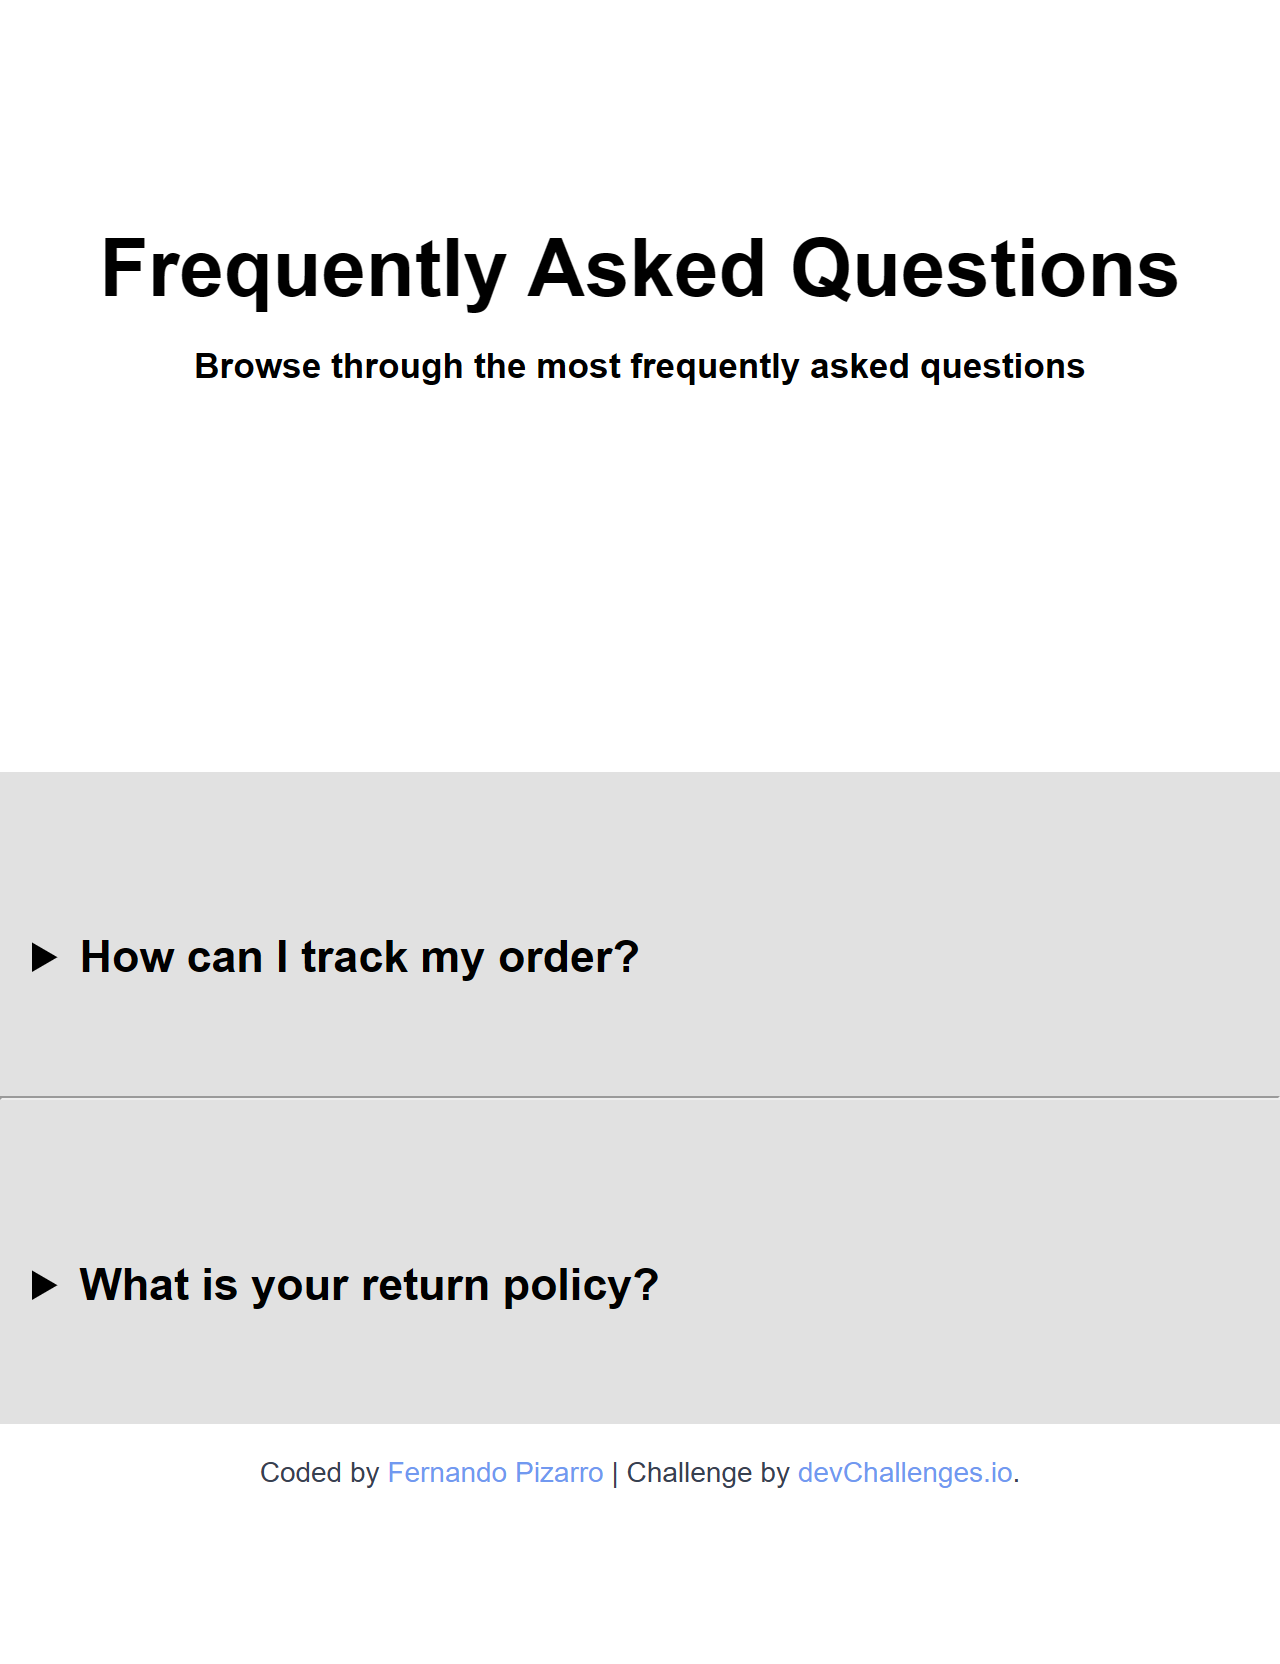 Frequently Asked Questions
Browse through the most frequently asked questions
How can I track my order?
What is your return policy?
Coded by Fernando Pizarro | Challenge by devChallenges.io.